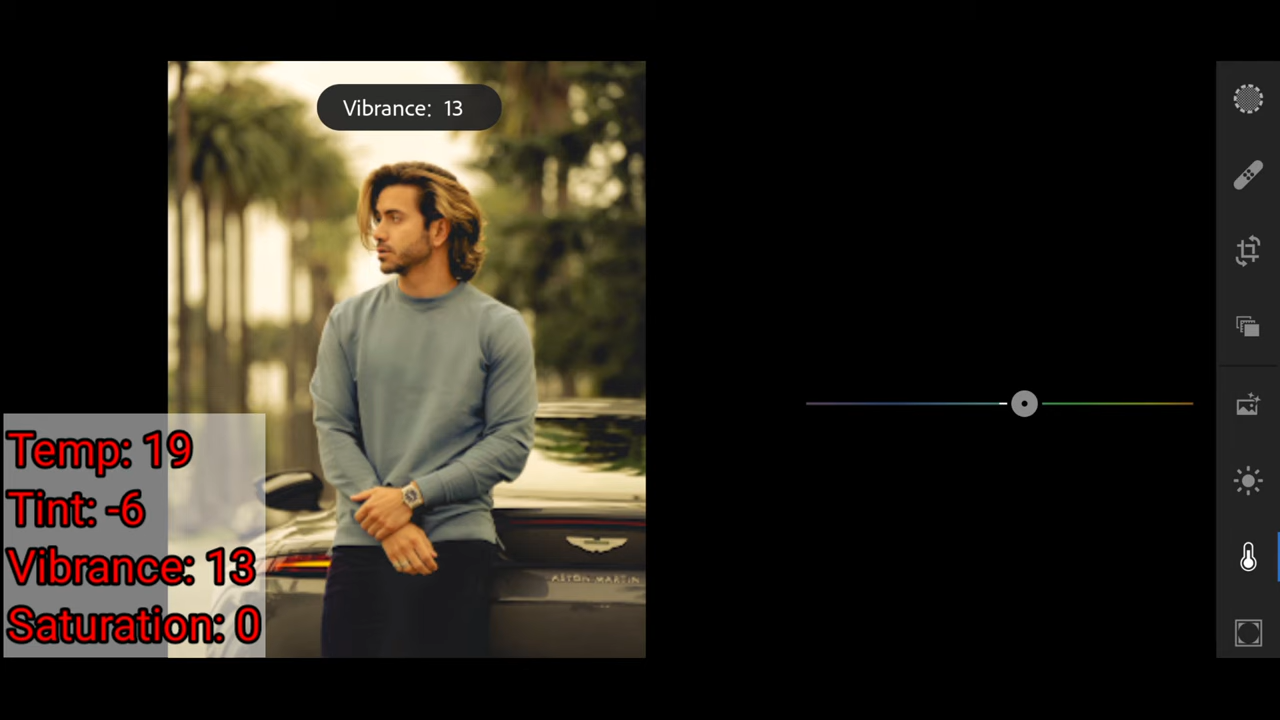 Vibrance: 13
Temp: 19
Tint: -6
Vibrance: 13
Saturation: 0
ASTON MARTIN